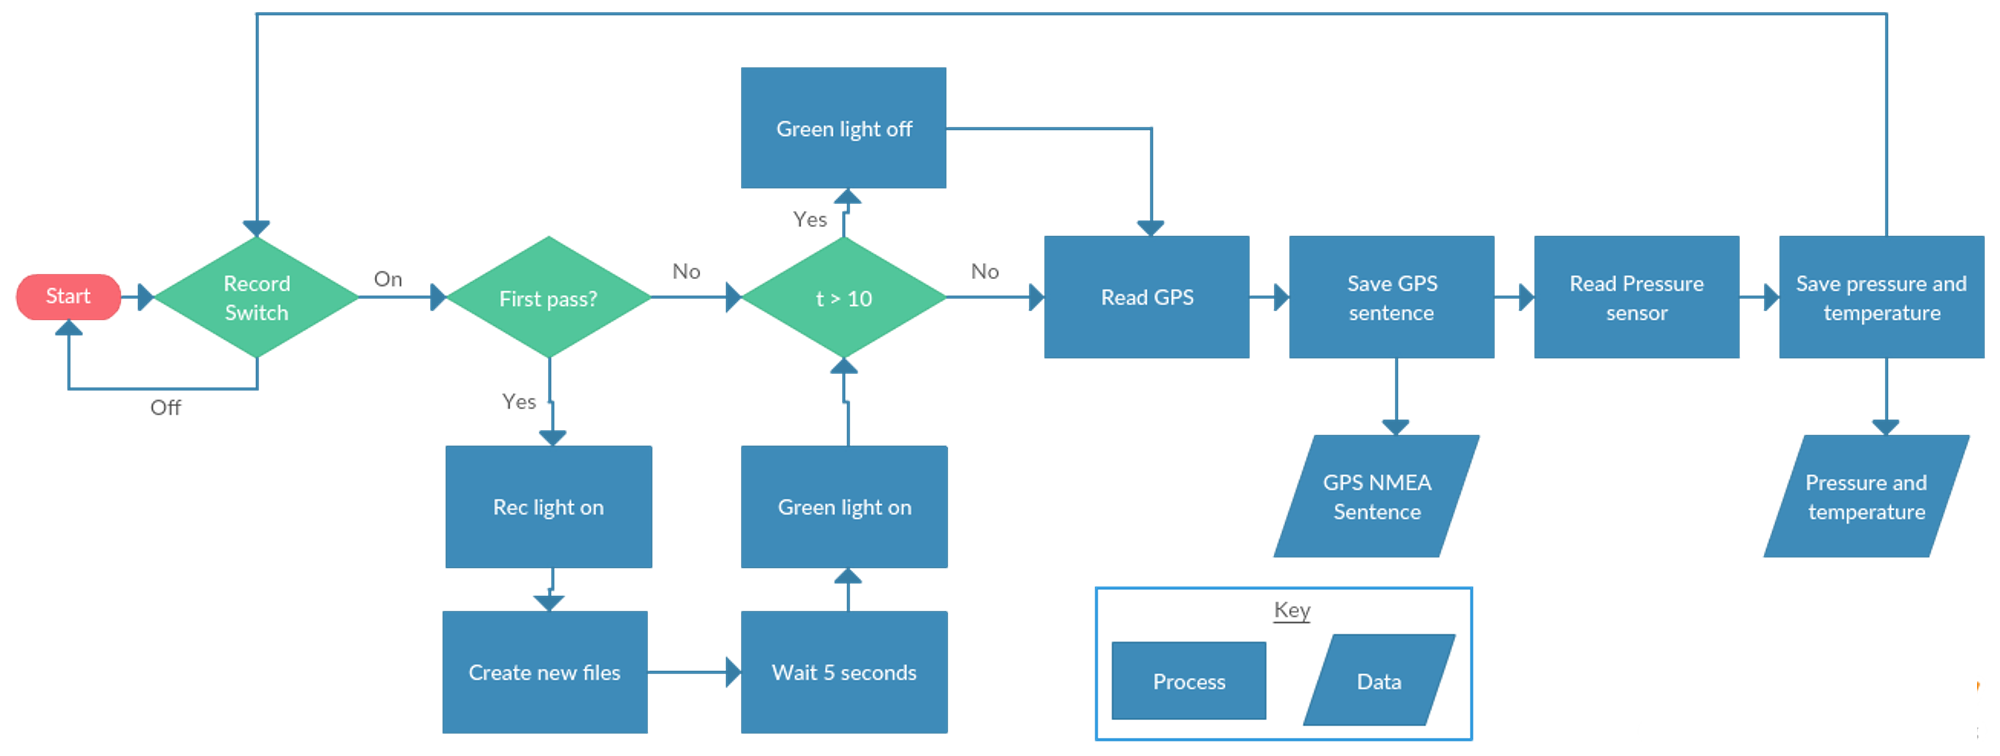 Green light off
Yes
Start
Record
Switch
On
First pass?
No
t > 10
No
Read GPS
Save GPS
sentence
Read Pressure
sensor
Save pressure and
temperature
Off
Yes
Rec light on
Green light on
GPS NMEA
Sentence
Pressure and
temperature
Create new files
Wait 5 seconds
Key
Process
Data